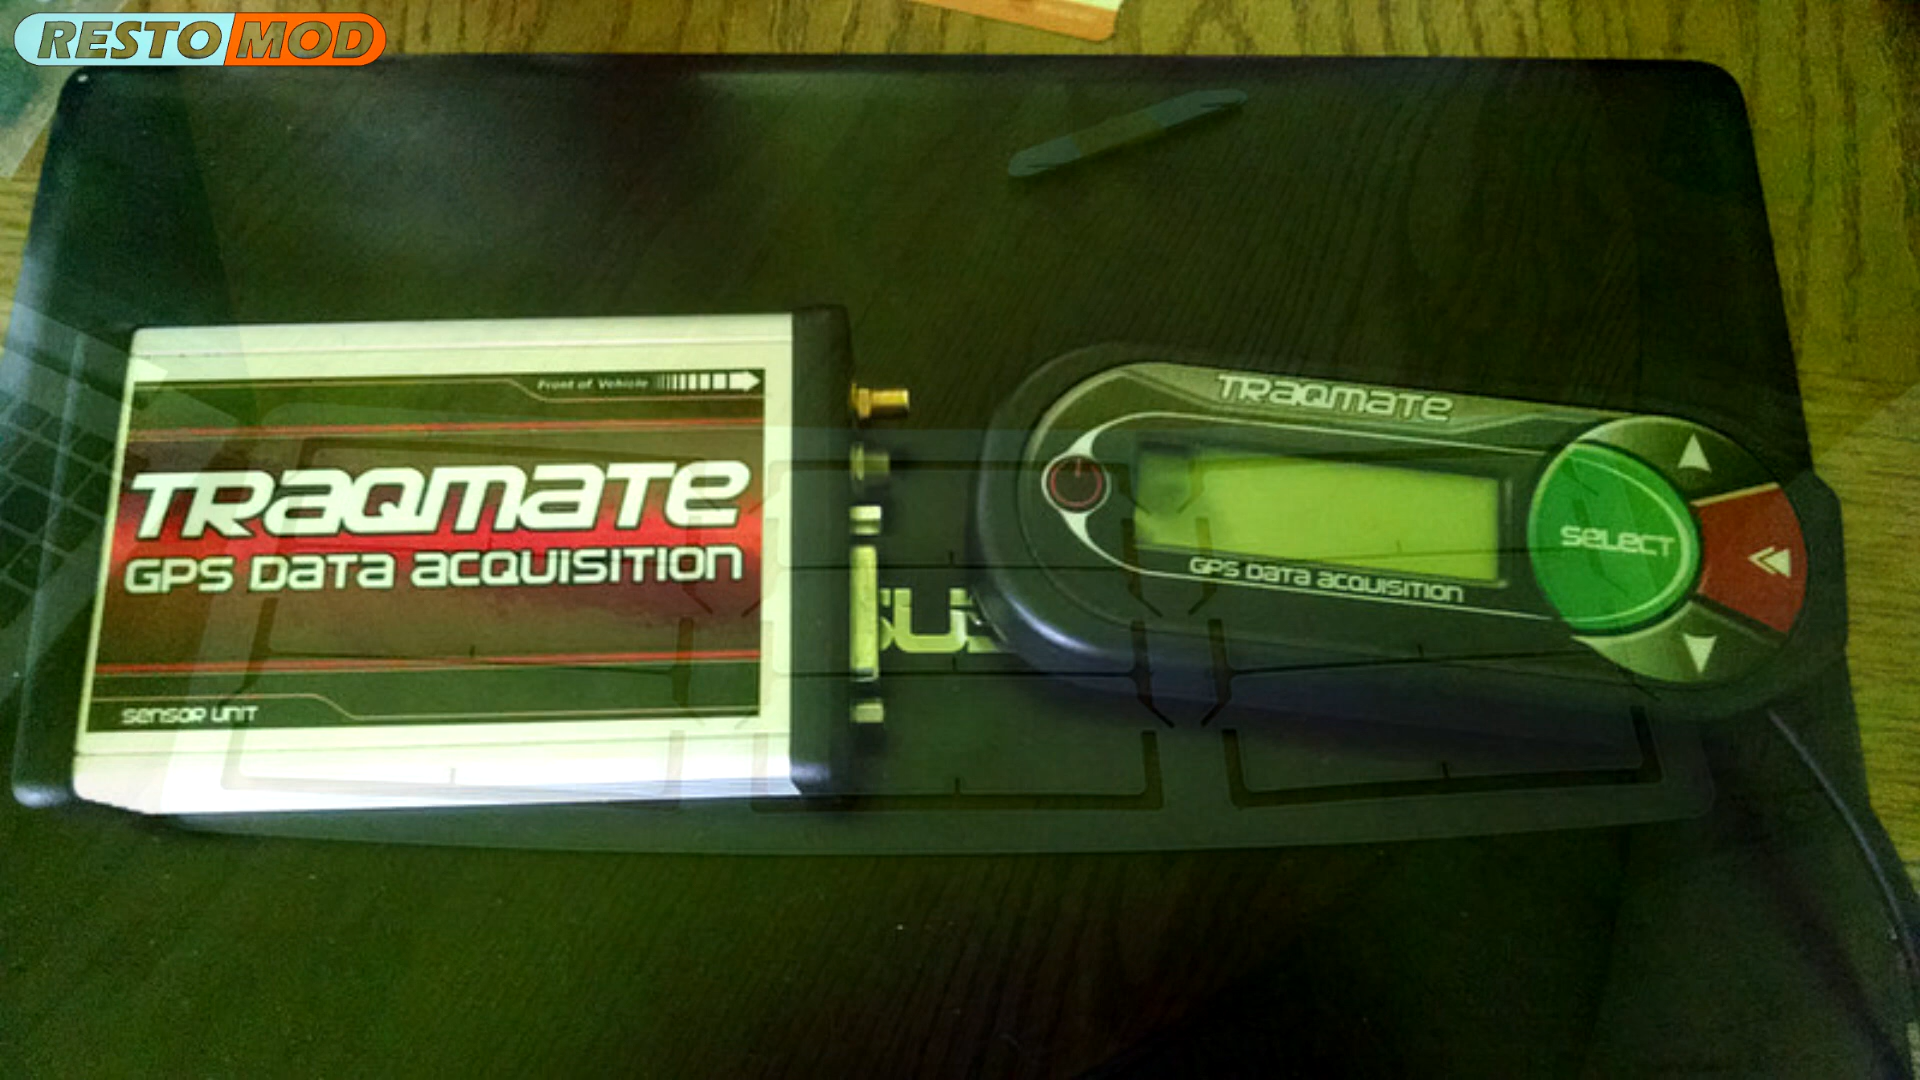 RESTOMOD
Front of Vehicle
TRAQMATE
GPS DATA ACQUISITION
SENSOR UNIT
TRAQMATE
SELECT
GPS DATA ACQUISITION